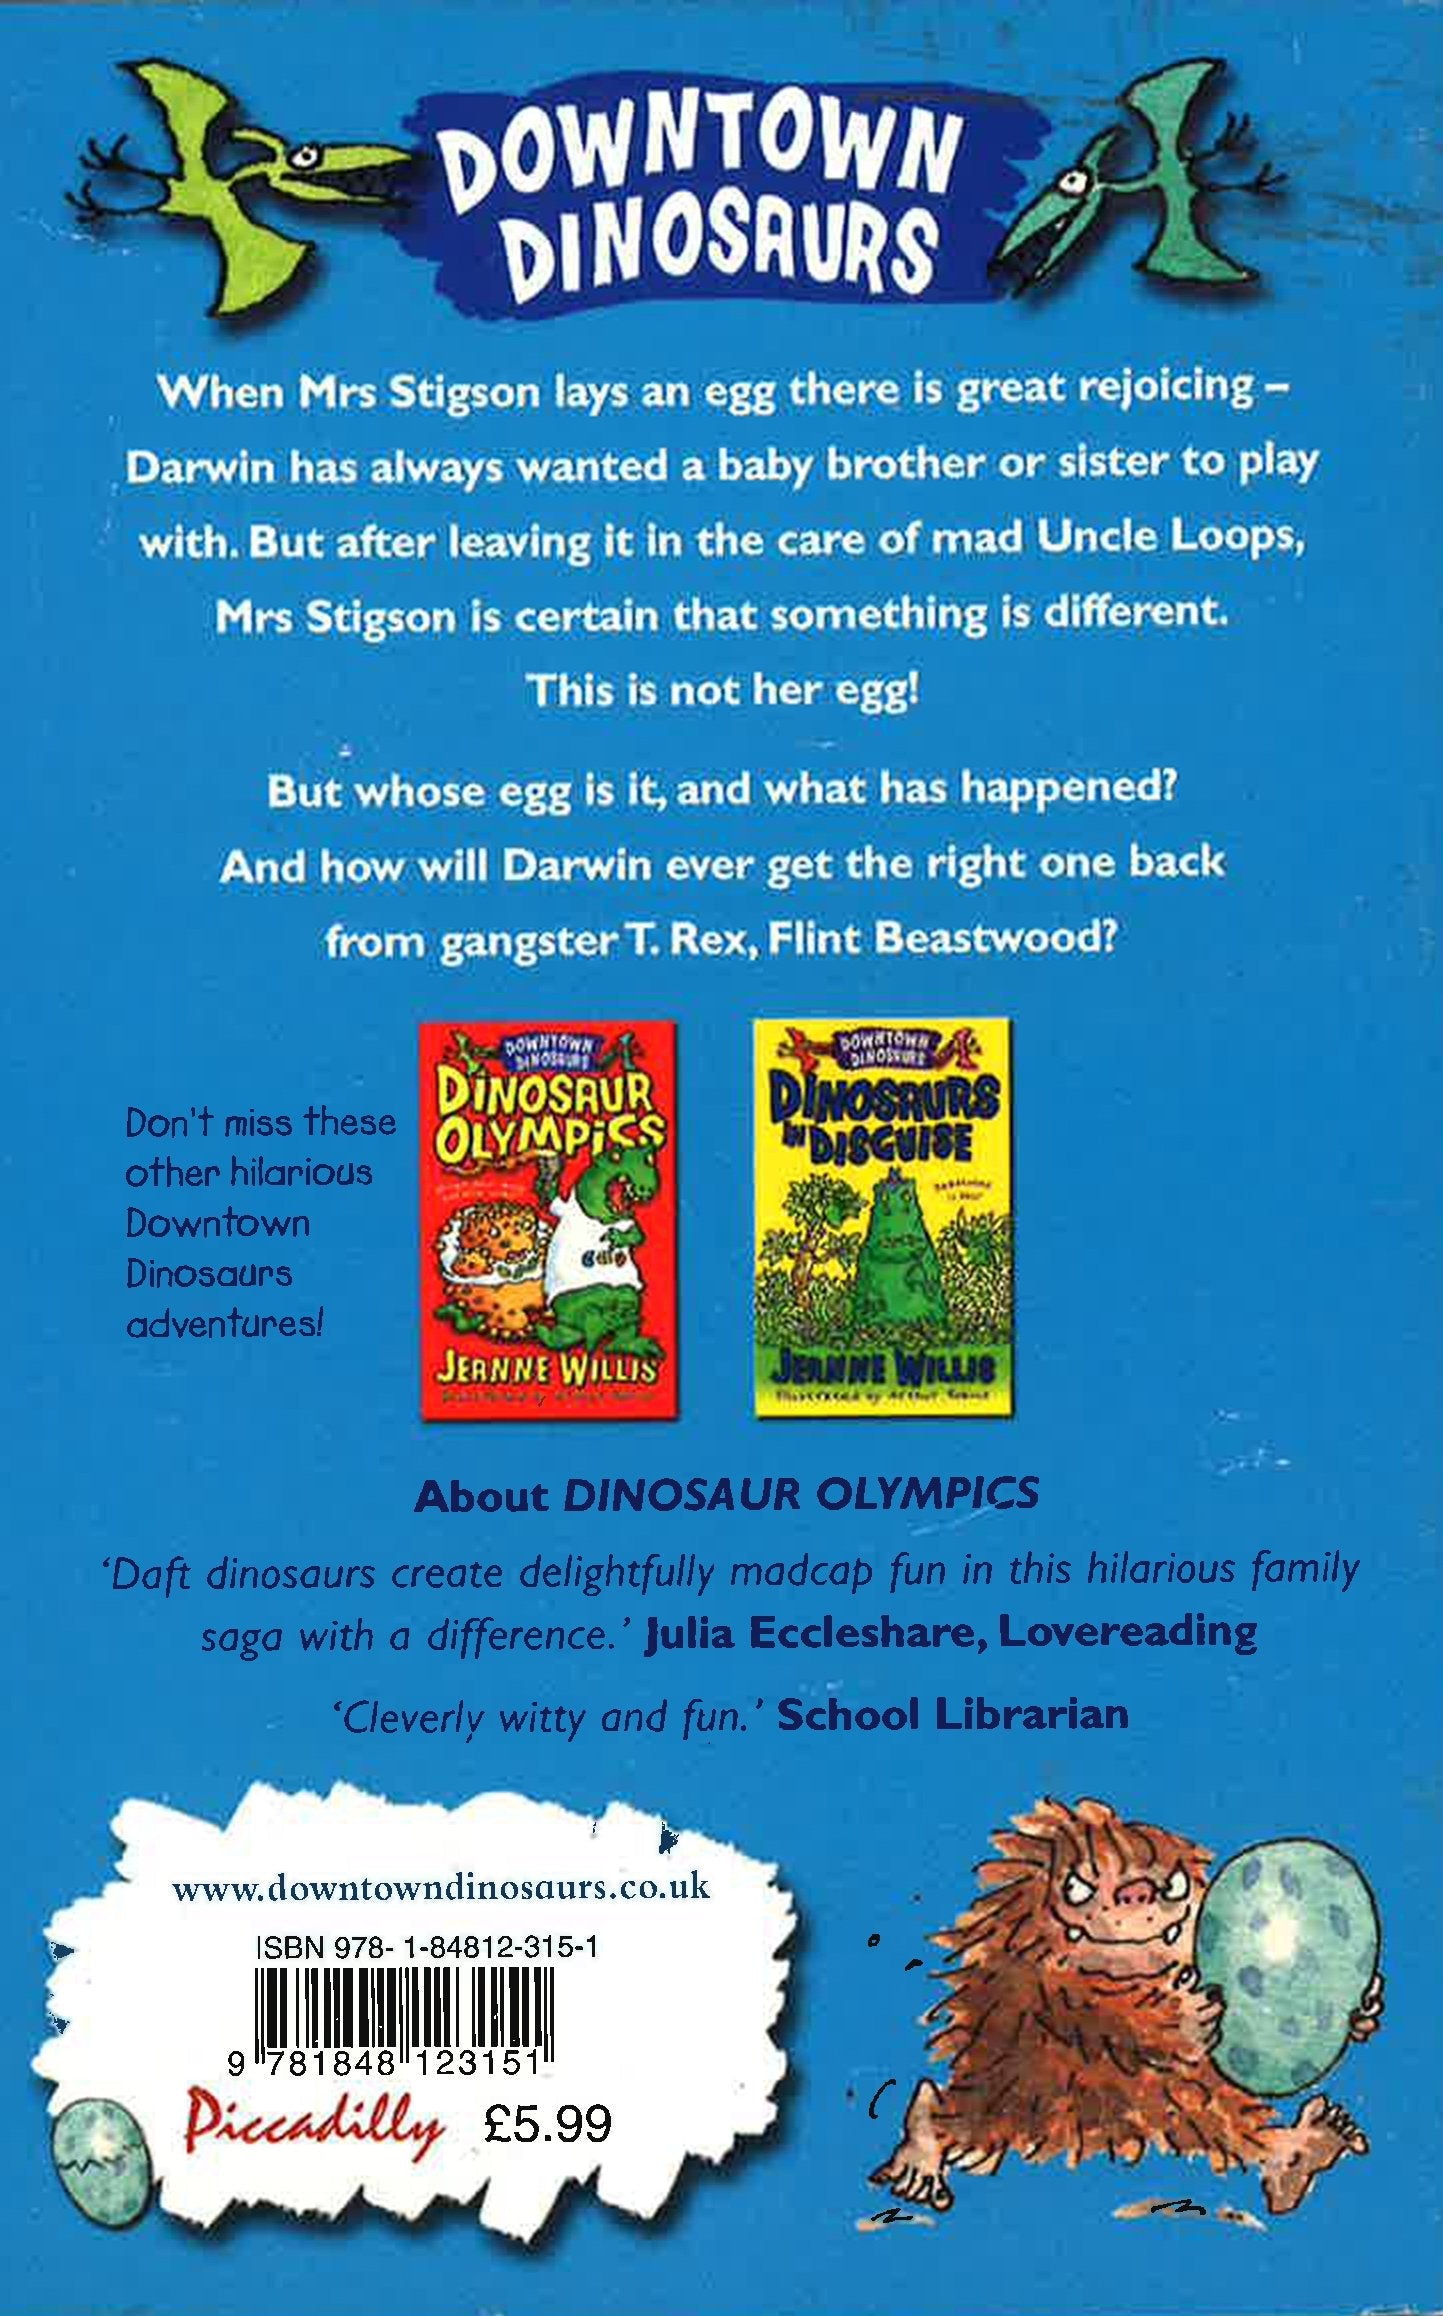 DOWNTOWN
DINOSAURS
When Mrs Stigson lays an egg there is great rejoicing –
Darwin has always wanted a baby brother or sister to play
with. But after leaving it in the care of mad Uncle Loops,
Mrs Stigson is certain that something is different.
This is not her egg!
But whose egg is it, and what has happened?
And how will Darwin ever get the right one back
from gangster T. Rex, Flint Beastwood?
Don't miss these
other hilarious
Downtown
Dinosaurs
adventures!
DOWNTOWN
DINOSAURS
DINOSAUR
OLYMPiCS
JEANNE WILLIS
DOWNTOWN
DINOSAURS
DINOSAURS
IN DISGUISE
JEANNE WILLIS
Illustrated by
About DINOSAUR OLYMPICS
‘Daft dinosaurs create delightfully madcap fun in this hilarious family
saga with a difference.’ Julia Eccleshare, Lovereading
‘Cleverly witty and fun.’ School Librarian
www.downtowndinosaurs.co.uk
ISBN 978- 1-84812-315-1
9 781848 123151
Piccadilly £5.99